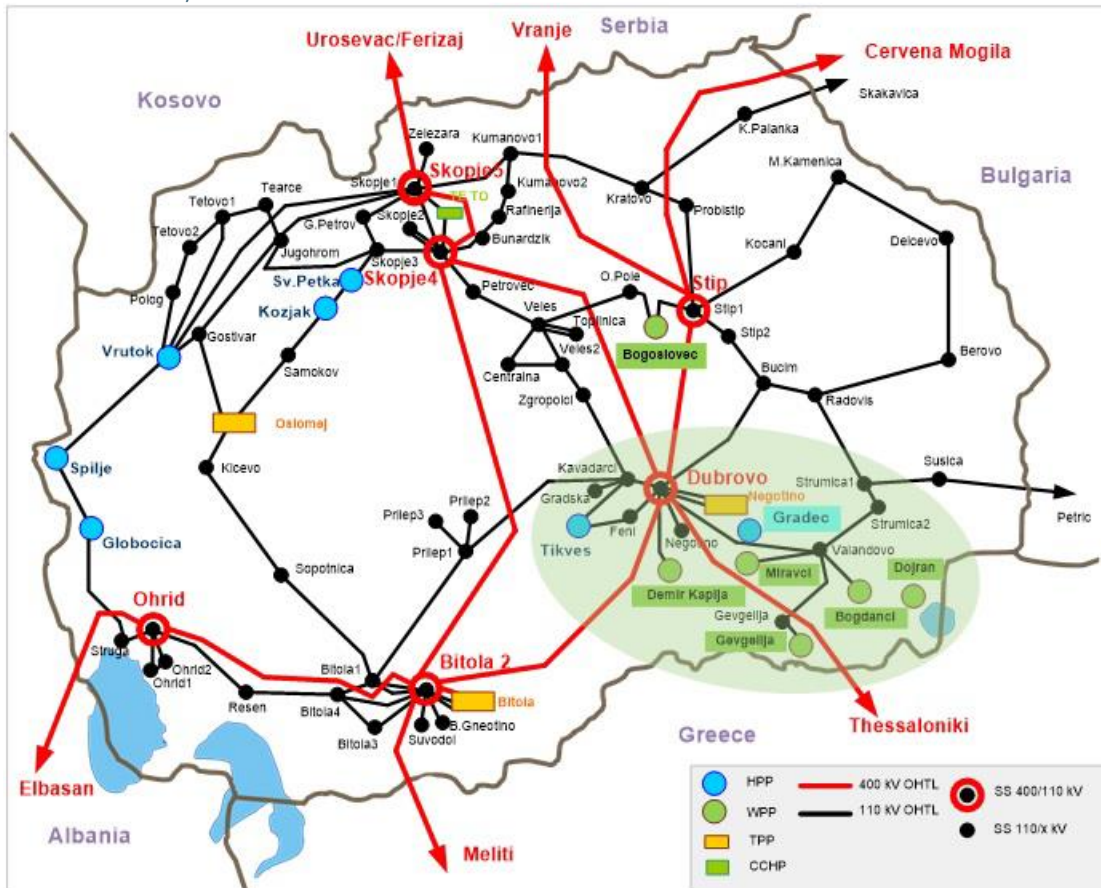 Serbia
Urosevac/Ferizaj
Vranje
Cervena Mogila
Kosovo
Skakavica
K.Palanka
Zelezara
Kumanovo1
Skopje5
Skopje1
M.Kamenica
Bulgaria
Tearce
TE TO
Kumanovo2
Kratovo
Tetovo1
G.Petrov
Skopje2
Rafinerija
Probistip
Tetovo2
Jugohrom
Bunardzik
Kocani
Delcevo
Skopje3
Skopje4
Sv.Petka
O.Pole
Stip
Polog
Kozjak
Petrovec
Veles
Stip1
Gostivar
Toplinica
Stip2
Vrutok
Veles2
Bogoslovec
Samokov
Centralna
Bucim
Berovo
Zgropolci
Radovis
Oslomej
Kicevo
Kavadarci
Dubrovo
Susica
Spilje
Gradska
Negotino
Strumica1
Prilep2
Prilep3
Gradec
Strumica2
Petric
Globocica
Tikves
Feni
Negotino
Prilep1
Valandovo
Miravci
Dojran
Sopotnica
Demir Kapija
Bogdanci
Ohrid
Gevgelija
Gevgelija
Struga
Ohrid2
Bitola 2
Ohrid1
Bitola1
Resen
Bitola4
Bitola
B.Gneotino
Bitola3
Suvodol
Greece
Thessaloniki
Elbasan
Albania
Meliti
HPP
400 kV OHTL
SS 400/110 kV
WPP
110 kV OHTL
SS 110/x kV
TPP
CCHP